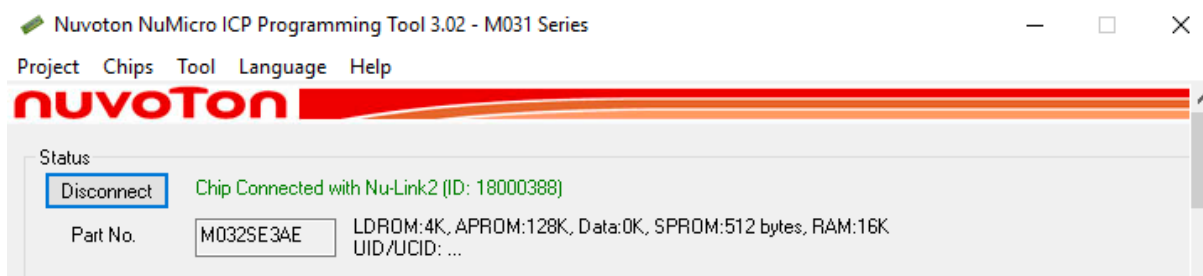 Nuvoton NuMicro ICP Programming Tool 3.02 - M031 Series
Project Chips Tool Language Help
nuvoTon
Status
Disconnect Chip Connected with Nu-Link2 (ID: 18000388)
Part No. M032SE3AE LDROM:4K, APROM:128K, Data:0K, SPROM:512 bytes, RAM:16K
UID/UCID: ...